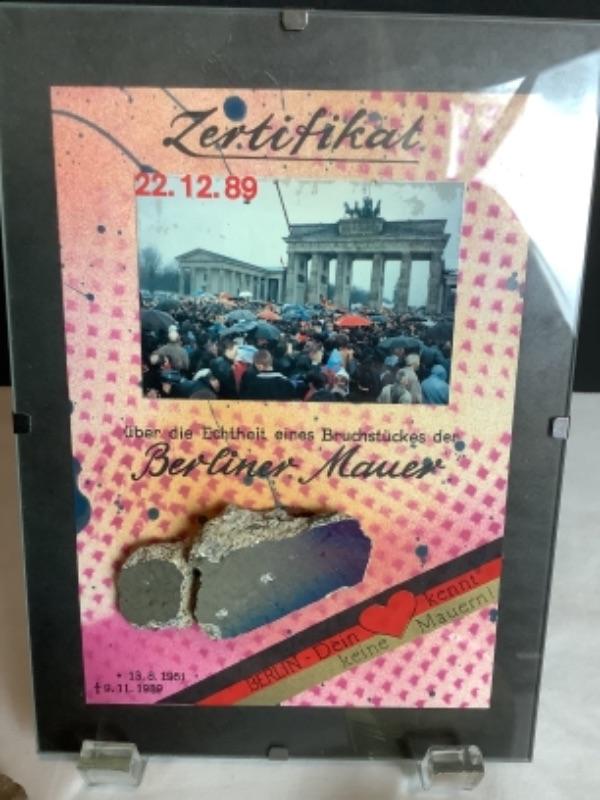 Zertifikat
22.12.89
über die Echtheit eines Bruchstückes der
Berliner Mauer
BERLIN - Dein kennt
keine Mauern!
* 13. 8. 1961
† 9. 11. 1989